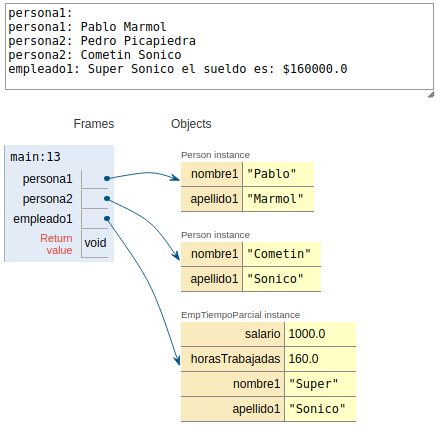 persona1:
persona1: Pablo Marmol
persona2: Pedro Picapiedra
persona2: Cometin Sonico
empleado1: Super Sonico el sueldo es: $160000.0
Frames Objects
main:13
persona1
persona2
empleado1
Return value void
Person instance
nombre1 "Pablo"
apellido1 "Marmol"
Person instance
nombre1 "Cometin"
apellido1 "Sonico"
EmpTiempoParcial instance
salario 1000.0
horasTrabajadas 160.0
nombre1 "Super"
apellido1 "Sonico"